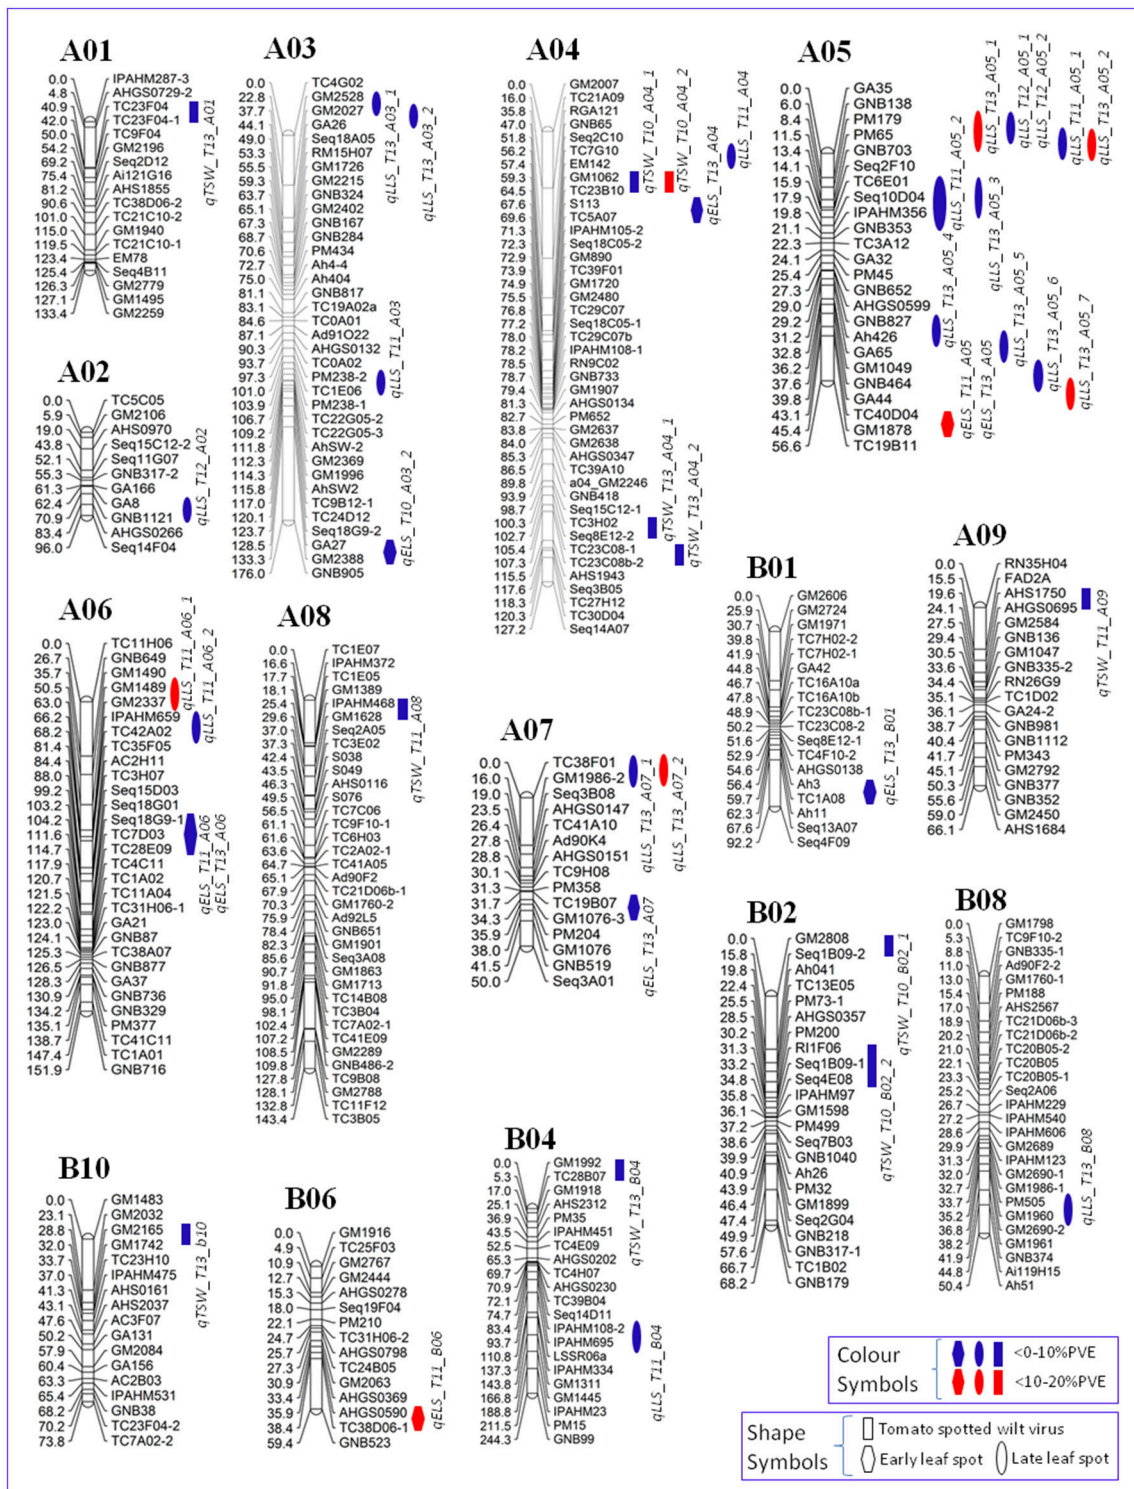 A01
0.0 IPAHM287-3
4.8 AHGS0729-2
40.9 TC23F04
42.0 TC23F04-1
50.0 TC9F04
54.2 GM2196
69.2 Seq2D12
75.4 Ai121G16
81.2 AHS1855
90.6 TC38D06-2
101.0 TC21C10-2
115.0 GM1940
119.5 TC21C10-1
123.4 EM78
125.4 Seq4B11
126.3 GM2779
127.1 GM1495
133.4 GM2259
qTSW_T13_A01
A03
0.0 TC4G02
22.8 GM2528
37.7 GM2027
44.1 GA26
49.0 Seq18A05
53.3 RM15H07
55.5 GM1726
59.3 GM2215
63.7 GNB324
65.1 GM2402
67.3 GNB167
68.7 GNB284
70.6 PM434
72.7 Ah4-4
75.0 Ah404
81.1 GNB817
83.1 TC19A02a
84.6 TC0A01
87.1 Ad91O22
90.3 AHGS0132
93.7 TC0A02
97.3 PM238-2
101.0 TC1E06
103.9 PM238-1
106.7 TC22G05-2
109.2 TC22G05-3
111.8 AhSW-2
112.3 GM2369
114.3 GM1996
115.8 AhSW2
117.0 TC9B12-1
120.1 TC24D12
123.7 Seq18G9-2
128.5 GA27
133.3 GM2388
176.0 GNB905
qLLS_T13_A03_1
qLLS_T13_A03_2
qLLS_T11_A03
qELS_T10_A03_2
A04
0.0 GM2007
16.0 TC21A09
35.8 RGA121
47.0 GNB65
51.8 Seq2C10
56.2 TC7G10
57.4 EM142
59.3 GM1062
64.5 TC23B10
67.6 S113
69.6 TC5A07
71.3 IPAHM105-2
72.3 Seq18C05-2
72.9 GM890
73.9 TC39F01
74.9 GM1720
75.5 GM2480
76.8 TC29C07
77.2 Seq18C05-1
78.0 TC29C07b
78.2 IPAHM108-1
78.5 RN9C02
78.7 GNB733
79.4 GM1907
81.3 AHGS0134
82.7 PM652
83.8 GM2637
84.0 GM2638
85.3 AHGS0347
86.5 TC39A10
89.8 a04_GM2246
93.9 GNB418
98.7 Seq15C12-1
100.3 TC3H02
102.7 Seq8E12-2
105.4 TC23C08-1
107.3 TC23C08b-2
115.5 AHS1943
117.6 Seq3B05
118.3 TC27H12
120.3 TC30D04
127.2 Seq14A07
qTSW_T10_A04_1
qTSW_T10_A04_2
qELS_T13_A04
qLLS_T11_A04
qTSW_T13_A04_1
qTSW_T13_A04_2
A05
0.0 GA35
6.0 GNB138
8.4 PM179
11.5 PM65
13.4 GNB703
14.1 Seq2F10
15.9 TC6E01
17.9 Seq10D04
19.8 IPAHM356
21.1 GNB353
22.3 TC3A12
24.1 GA32
25.4 PM45
27.3 GNB652
29.0 AHGS0599
29.2 GNB827
31.2 Ah426
32.8 GA65
36.2 GM1049
37.6 GNB464
39.8 GA44
43.1 TC40D04
45.4 GM1878
56.6 TC19B11
qLLS_T11_A05_2
qLLS_T13_A05_1
qLLS_T12_A05_1
qLLS_T12_A05_2
qLLS_T11_A05_1
qLLS_T13_A05_2
qLLS_T13_A05_3
qLLS_T13_A05_4
qLLS_T13_A05_5
qLLS_T13_A05_6
qLLS_T13_A05_7
qELS_T11_A05
qELS_T13_A05
A02
0.0 TC5C05
5.9 GM2106
19.0 AHS0970
43.8 Seq15C12-2
52.1 Seq11G07
55.3 GNB317-2
61.3 GA166
62.4 GA8
70.9 GNB1121
83.4 AHGS0266
96.0 Seq14F04
qLLS_T12_A02
A06
0.0 TC11H06
26.7 GNB649
35.7 GM1490
50.5 GM1489
63.0 GM2337
66.2 IPAHM659
68.2 TC42A02
81.4 TC35F05
84.4 AC2H11
88.0 TC3H07
99.2 Seq15D03
103.2 Seq18G01
104.2 Seq18G9-1
111.6 TC7D03
114.7 TC28E09
117.9 TC4C11
120.7 TC1A02
121.5 TC11A04
122.2 TC31H06-1
123.0 GA21
124.1 GNB87
125.3 TC38A07
126.5 GNB877
128.3 GA37
130.9 GNB736
134.2 GNB329
135.1 PM377
138.7 TC41C11
147.4 TC1A01
151.9 GNB716
qLLS_T11_A06_1
qLLS_T11_A06_2
qELS_T11_A06
qELS_T13_A06
A08
0.0 TC1E07
16.6 IPAHM372
17.7 TC1E05
18.1 GM1389
25.4 IPAHM468
29.6 GM1628
37.0 Seq2A05
37.3 TC3E02
42.4 S038
43.5 S049
46.3 AHS0116
49.5 S076
56.5 TC7C06
61.1 TC9F10-1
61.6 TC6H03
63.6 TC2A02-1
64.7 TC41A05
65.1 Ad90F2
67.9 TC21D06b-1
70.3 GM1760-2
75.9 Ad92L5
78.4 GNB651
82.3 GM1901
85.6 Seq3A08
90.7 GM1863
91.8 GM1713
95.0 TC14B08
98.1 TC3B04
102.4 TC7A02-1
107.2 TC41E09
108.5 GM2289
109.8 GNB486-2
127.8 TC9B08
128.1 GM2788
132.8 TC11F12
143.4 TC3B05
qTSW_T11_A08
A07
0.0 TC38F01
16.0 GM1986-2
19.0 Seq3B08
23.5 AHGS0147
26.4 TC41A10
27.8 Ad90K4
28.8 AHGS0151
30.1 TC9H08
31.3 PM358
31.7 TC19B07
34.3 GM1076-3
35.9 PM204
38.0 GM1076
41.5 GNB519
50.0 Seq3A01
qLLS_T13_A07_1
qLLS_T13_A07_2
qELS_T13_A07
B01
0.0 GM2606
25.9 GM2724
30.7 GM1971
39.8 TC7H02-2
41.9 TC7H02-1
44.8 GA42
46.7 TC16A10a
47.8 TC16A10b
48.9 TC23C08b-1
50.2 TC23C08-2
51.6 Seq8E12-1
52.9 TC4F10-2
54.6 AHGS0138
56.4 Ah3
59.7 TC1A08
62.3 Ah11
67.6 Seq13A07
92.2 Seq4F09
qELS_T13_B01
A09
0.0 RN35H04
15.5 FAD2A
19.6 AHS1750
24.1 AHGS0695
27.5 GM2584
29.4 GNB136
30.5 GM1047
33.6 GNB335-2
34.4 RN26G9
35.1 TC1D02
36.1 GA24-2
38.7 GNB981
40.4 GNB1112
41.7 PM343
45.1 GM2792
50.3 GNB377
55.6 GNB352
59.0 GM2450
66.1 AHS1684
qTSW_T11_A09
B02
0.0 GM2808
15.8 Seq1B09-2
19.8 Ah041
22.4 TC13E05
25.5 PM73-1
28.5 AHGS0357
30.2 PM200
31.3 RI1F06
33.2 Seq1B09-1
34.8 Seq4E08
35.8 IPAHM97
36.1 GM1598
37.2 PM499
38.6 Seq7B03
39.9 GNB1040
40.9 Ah26
43.9 PM32
46.4 GM1899
47.4 Seq2G04
49.9 GNB218
57.6 GNB317-1
66.7 TC1B02
68.2 GNB179
qTSW_T10_B02_1
qTSW_T10_B02_2
B08
0.0 GM1798
5.3 TC9F10-2
8.8 GNB335-1
11.0 Ad90F2-2
13.0 GM1760-1
15.4 PM188
17.0 AHS2567
18.9 TC21D06b-3
20.2 TC21D06b-2
21.0 TC20B05-2
22.1 TC20B05
23.3 TC20B05-1
25.2 Seq2A06
26.7 IPAHM229
27.2 IPAHM540
28.6 IPAHM606
29.9 GM2689
31.3 IPAHM123
32.0 GM2690-1
32.7 GM1986-1
33.7 PM505
35.2 GM1960
36.8 GM2690-2
38.2 GM1961
41.9 GNB374
44.8 Ai119H15
50.4 Ah51
qLLS_T13_B08
B10
0.0 GM1483
23.1 GM2032
28.8 GM2165
32.0 GM1742
33.7 TC23H10
37.0 IPAHM475
41.3 AHS0161
43.1 AHS2037
47.6 AC3F07
50.2 GA131
57.9 GM2084
60.4 GA156
63.3 AC2B03
65.4 IPAHM531
68.2 GNB38
70.2 TC23F04-2
73.8 TC7A02-2
qTSW_T13_b10
B06
0.0 GM1916
4.9 TC25F03
10.9 GM2767
12.7 GM2444
15.3 AHGS0278
18.0 Seq19F04
22.1 PM210
24.7 TC31H06-2
25.7 AHGS0798
27.3 TC24B05
30.9 GM2063
33.4 AHGS0369
35.9 AHGS0590
38.4 TC38D06-1
59.4 GNB523
qELS_T11_B06
B04
0.0 GM1992
5.3 TC28B07
17.0 GM1918
25.1 AHS2312
36.9 PM35
43.5 IPAHM451
52.5 TC4E09
65.3 AHGS0202
69.7 TC4H07
70.9 AHGS0230
72.1 TC39B04
74.7 Seq14D11
83.4 IPAHM108-2
93.7 IPAHM695
110.8 LSSR06a
137.2 IPAHM334
143.8 GM1311
166.8 GM1445
188.8 IPAHM23
211.5 PM15
244.3 GNB99
qTSW_T13_B04
qLLS_T11_B04
Colour Symbols
<0-10%PVE
<10-20%PVE
Shape Symbols
Tomato spotted wilt virus
Early leaf spot
Late leaf spot